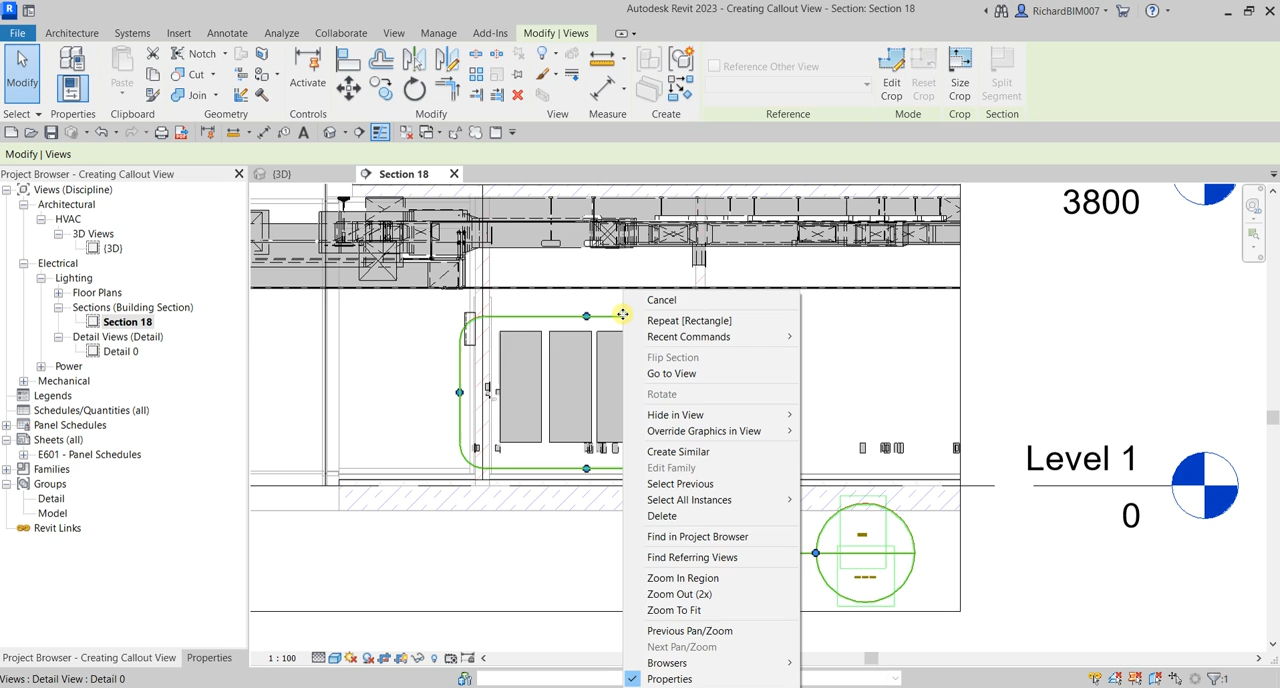 Autodesk Revit 2023 - Creating Callout View - Section: Section 18
RichardBIM007
File
Architecture
Systems
Insert
Annotate
Analyze
Collaborate
View
Manage
Add-Ins
Modify | Views
Modify
Paste
Notch
Cut
Join
Activate
Reference Other View
Edit Crop
Reset Crop
Size Crop
Split Segment
Select
Properties
Clipboard
Geometry
Controls
Modify
View
Measure
Create
Reference
Mode
Crop
Section
Modify | Views
Project Browser - Creating Callout View
{3D}
Section 18
Views (Discipline)
Architectural
HVAC
3D Views
{3D}
Electrical
Lighting
Floor Plans
Sections (Building Section)
Section 18
Detail Views (Detail)
Detail 0
Power
Mechanical
Legends
Schedules/Quantities (all)
Panel Schedules
Sheets (all)
E601 - Panel Schedules
Families
Groups
Detail
Model
Revit Links
3800
Level 1
0
Cancel
Repeat [Rectangle]
Recent Commands
Flip Section
Go to View
Rotate
Hide in View
Override Graphics in View
Create Similar
Edit Family
Select Previous
Select All Instances
Delete
Find in Project Browser
Find Referring Views
Zoom In Region
Zoom Out (2x)
Zoom To Fit
Previous Pan/Zoom
Next Pan/Zoom
Browsers
Properties
Project Browser - Creating Callout View
Properties
1 : 100
Views : Detail View : Detail 0
:1